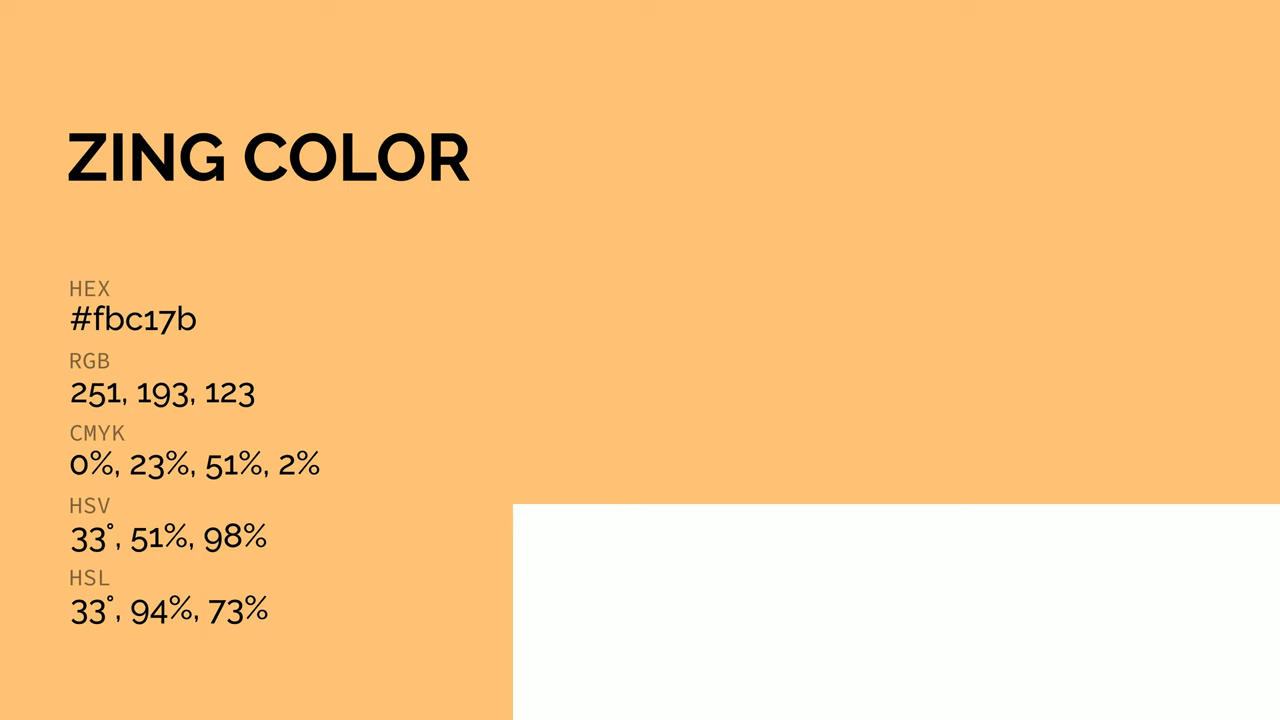 ZING COLOR
HEX
#fbc17b
RGB
251, 193, 123
CMYK
0%, 23%, 51%, 2%
HSV
33°, 51%, 98%
HSL
33°, 94%, 73%